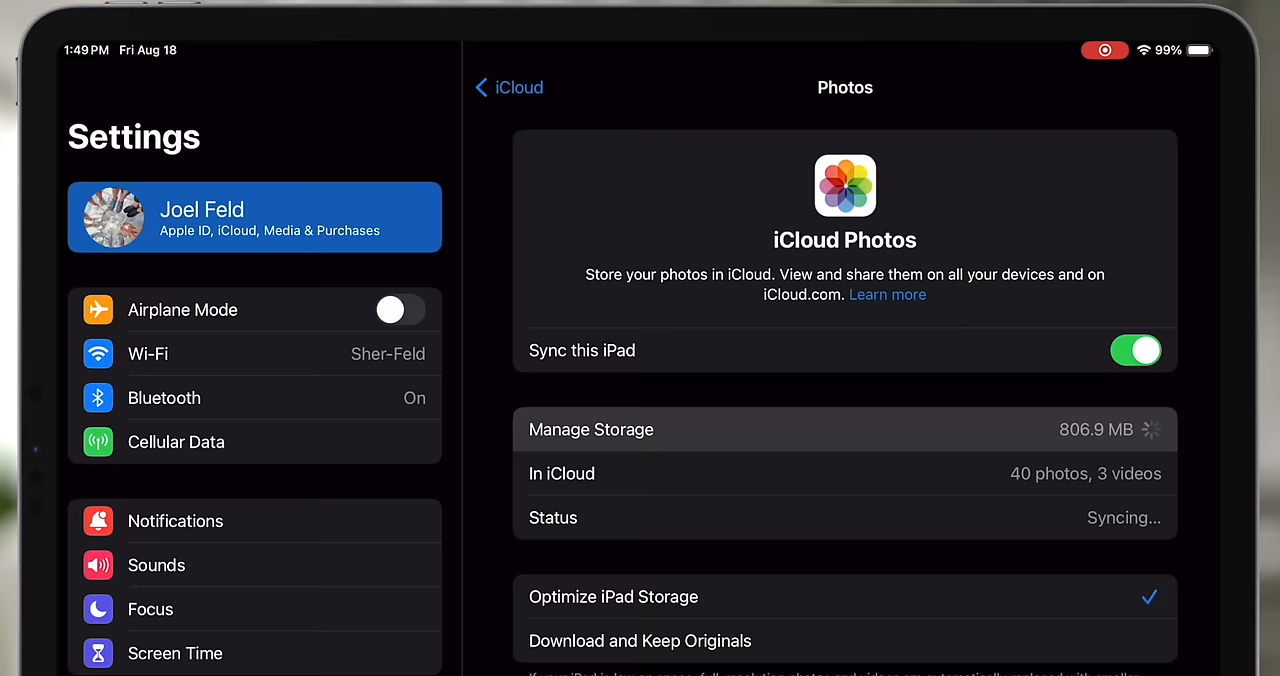 1:49 PM Fri Aug 18
99%
Settings
Joel Feld
Apple ID, iCloud, Media & Purchases
Airplane Mode
Wi-Fi
Sher-Feld
Bluetooth
On
Cellular Data
Notifications
Sounds
Focus
Screen Time
iCloud
Photos
iCloud Photos
Store your photos in iCloud. View and share them on all your devices and on
iCloud.com. Learn more
Sync this iPad
Manage Storage
806.9 MB
In iCloud
40 photos, 3 videos
Status
Syncing...
Optimize iPad Storage
Download and Keep Originals